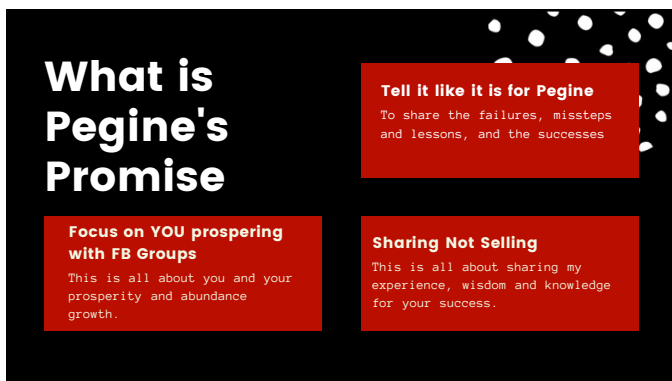 What is
Pegine's
Promise
Tell it like it is for Pegine
To share the failures, missteps
and lessons, and the successes
Focus on YOU prospering
with FB Groups
This is all about you and your
prosperity and abundance
growth.
Sharing Not Selling
This is all about sharing my
experience, wisdom and knowledge
for your success.